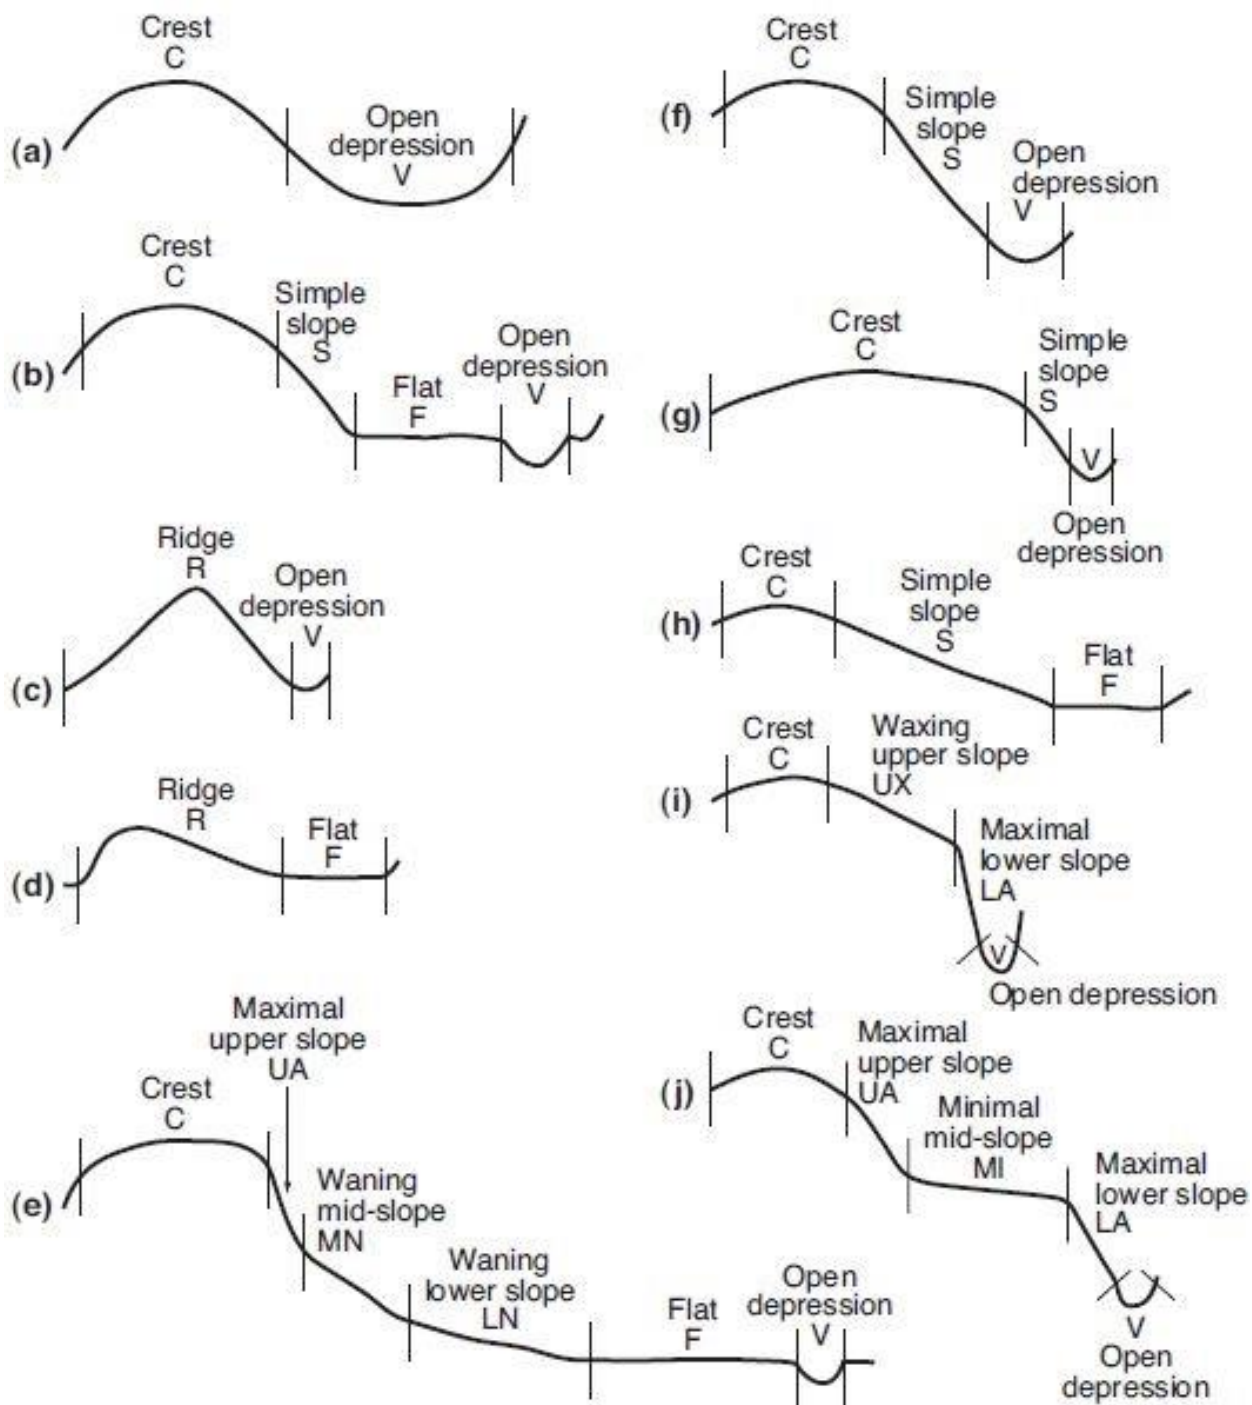 Crest
C
(a)
Open
depression
V
Crest
C
(b)
Simple
slope
S
Flat
F
Open
depression
V
Ridge
R
(c)
Open
depression
V
Ridge
R
(d)
Flat
F
Maximal
upper slope
UA
Crest
C
(e)
Waning
mid-slope
MN
Waning
lower slope
LN
Flat
F
Open
depression
V
Crest
C
(f)
Simple
slope
S
Open
depression
V
Crest
C
(g)
Simple
slope
S
V
Open
depression
Crest
C
(h)
Simple
slope
S
Flat
F
Crest
C
(i)
Waxing
upper slope
UX
Maximal
lower slope
LA
V
Open depression
Crest
C
(j)
Maximal
upper slope
UA
Minimal
mid-slope
MI
Maximal
lower slope
LA
V
Open
depression